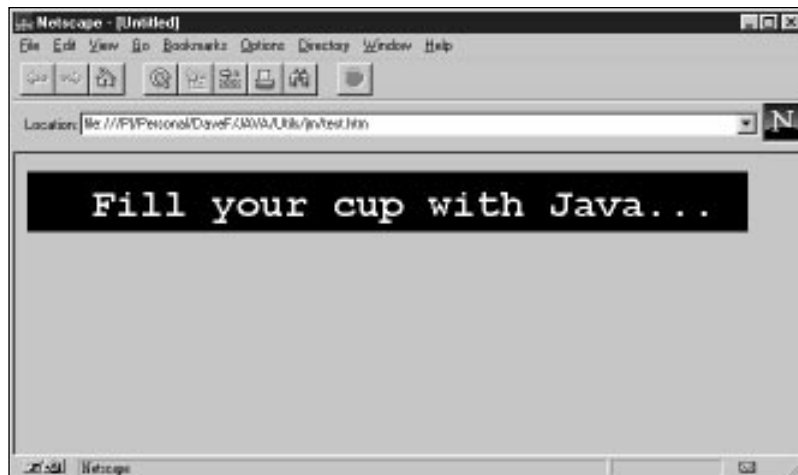 Netscape - [Untitled]
File Edit View Go Bookmarks Options Directory Window Help
Location: file:///P|/Personal/DaveF/JAVA/Utils/jm/test.htm
N
Fill your cup with Java...
Netscape